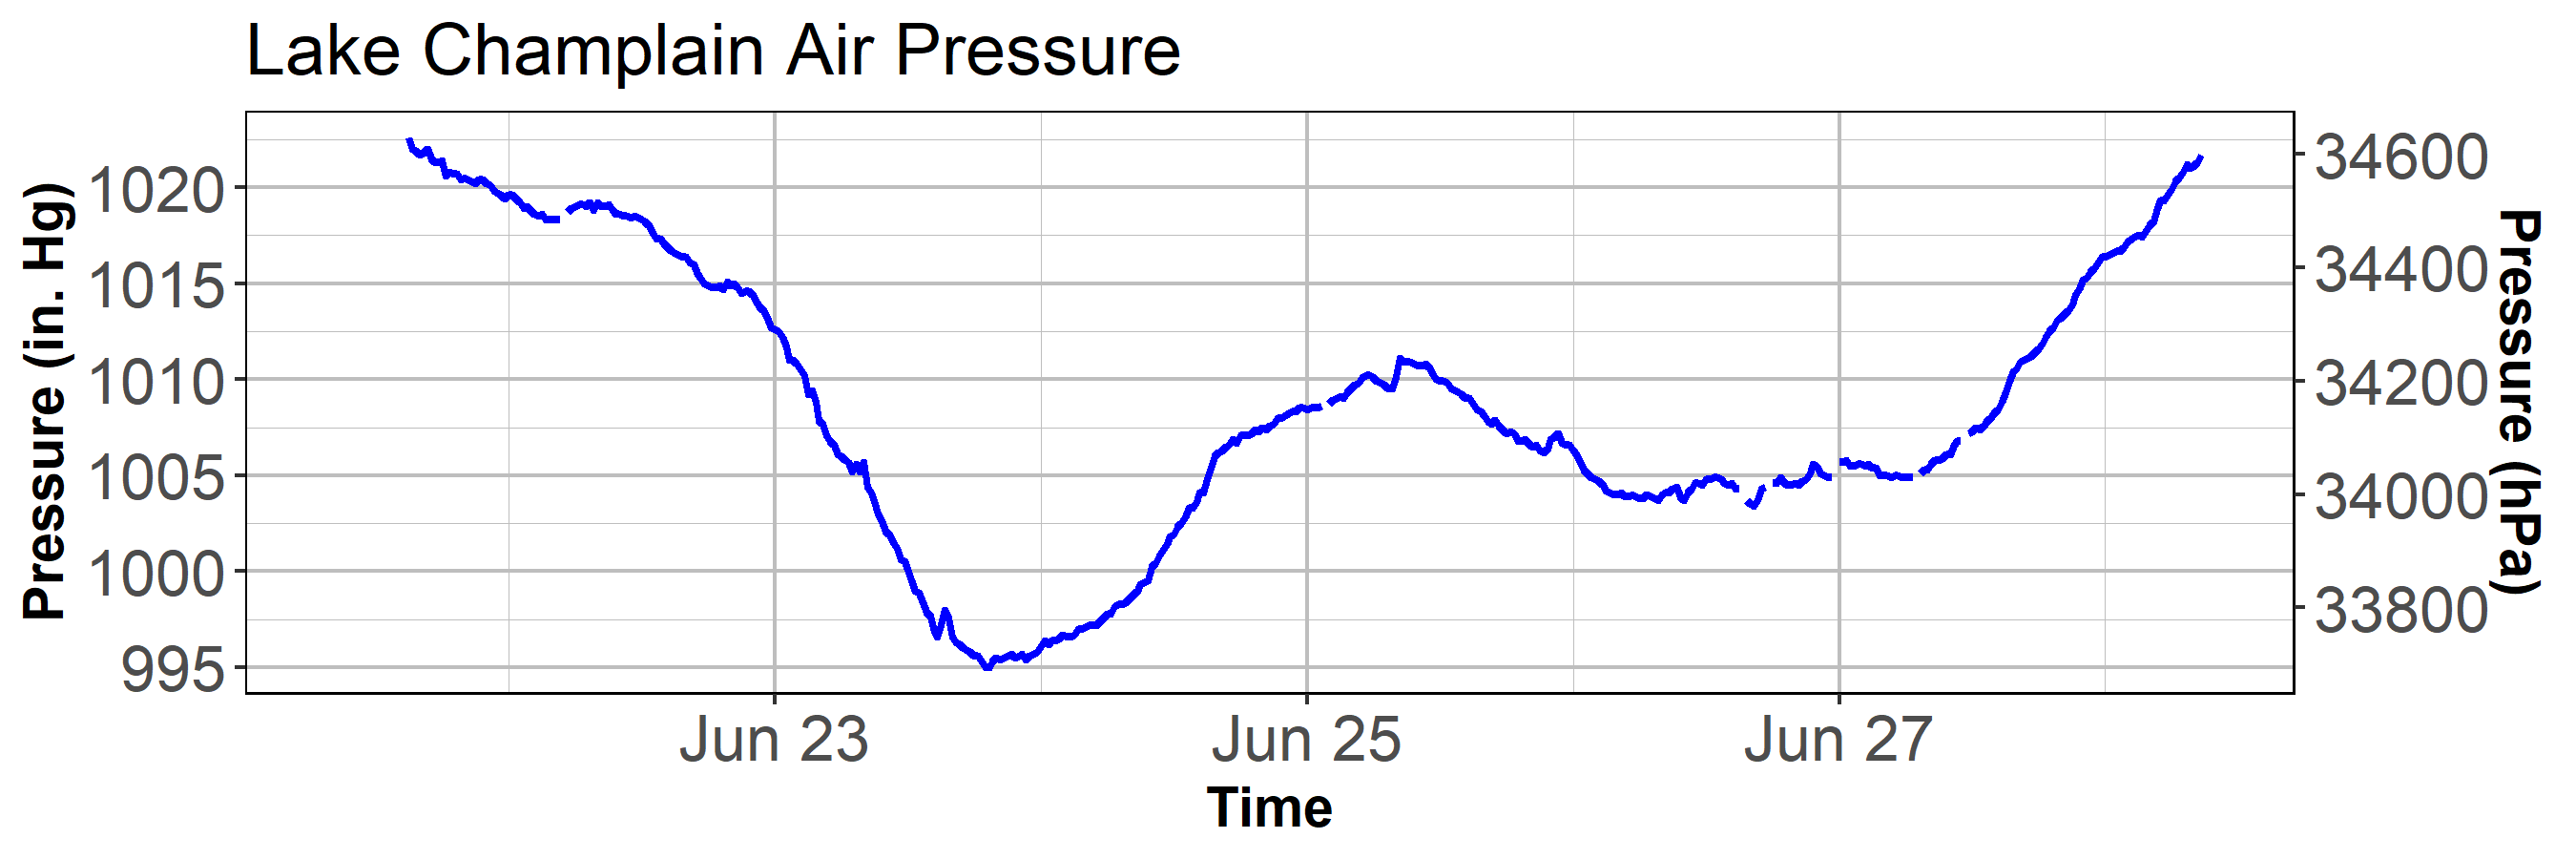 Lake Champlain Air Pressure
Pressure (in. Hg)
1020
1015
1010
1005
1000
995
34600
34400
34200
34000
33800
Pressure (hPa)
Jun 23
Jun 25
Jun 27
Time